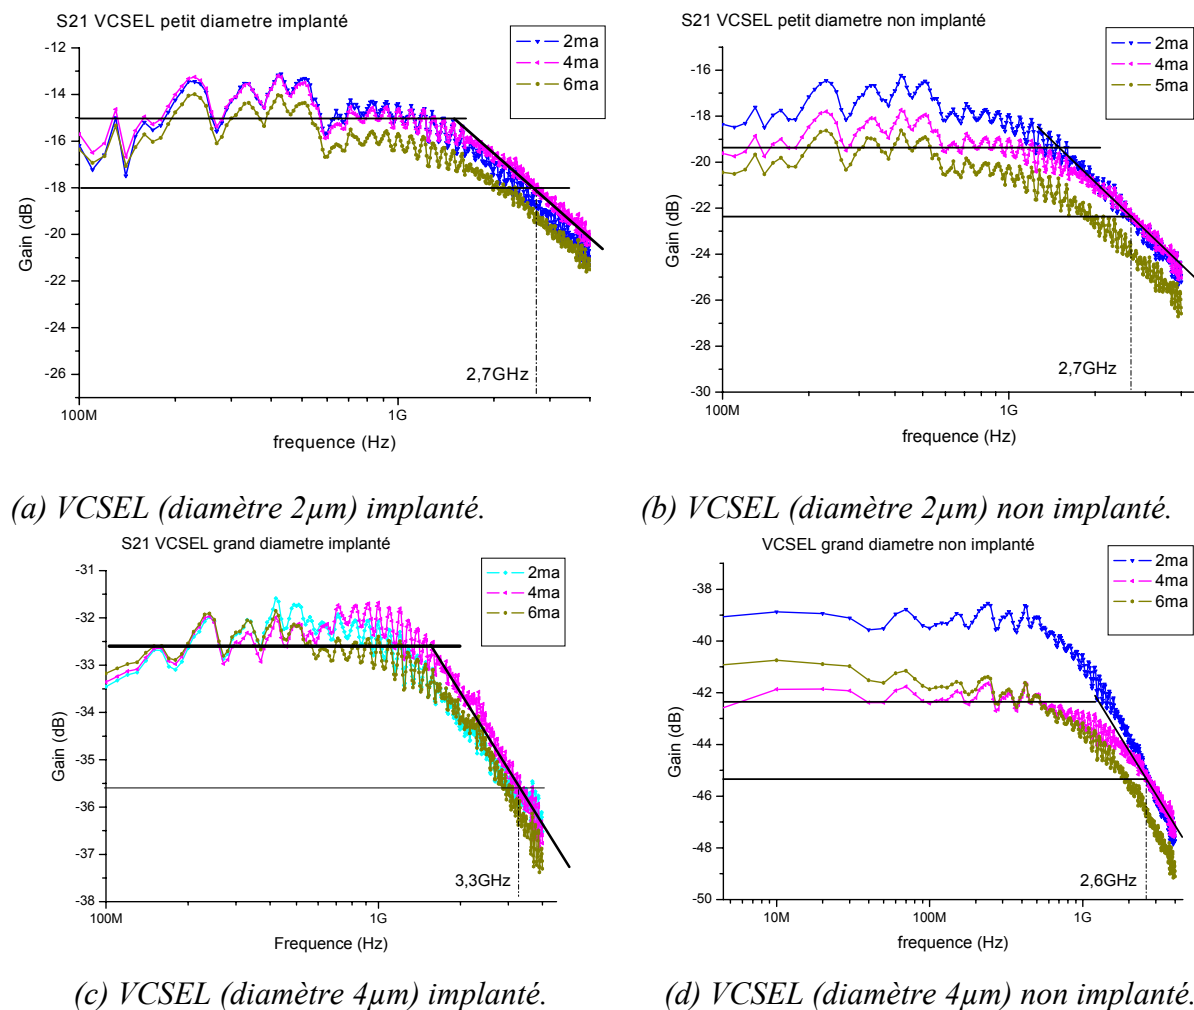 S21 VCSEL petit diametre implanté
2ma
4ma
6ma
-12
-14
-16
-18
-20
-22
-24
-26
Gain (dB)
2,7GHz
100M
1G
frequence (Hz)
S21 VCSEL petit diametre non implanté
2ma
4ma
5ma
-16
-18
-20
-22
-24
-26
-28
-30
Gain (dB)
2,7GHz
100M
1G
frequence (Hz)
(a) VCSEL (diamètre 2µm) implanté.
(b) VCSEL (diamètre 2µm) non implanté.
S21 VCSEL grand diametre implanté
2ma
4ma
6ma
-31
-32
-33
-34
-35
-36
-37
-38
Gain (dB)
3,3GHz
100M
1G
Frequence (Hz)
VCSEL grand diametre non implanté
2ma
4ma
6ma
-38
-40
-42
-44
-46
-48
-50
Gain (dB)
2,6GHz
10M
100M
1G
frequence (Hz)
(c) VCSEL (diamètre 4µm) implanté.
(d) VCSEL (diamètre 4µm) non implanté.